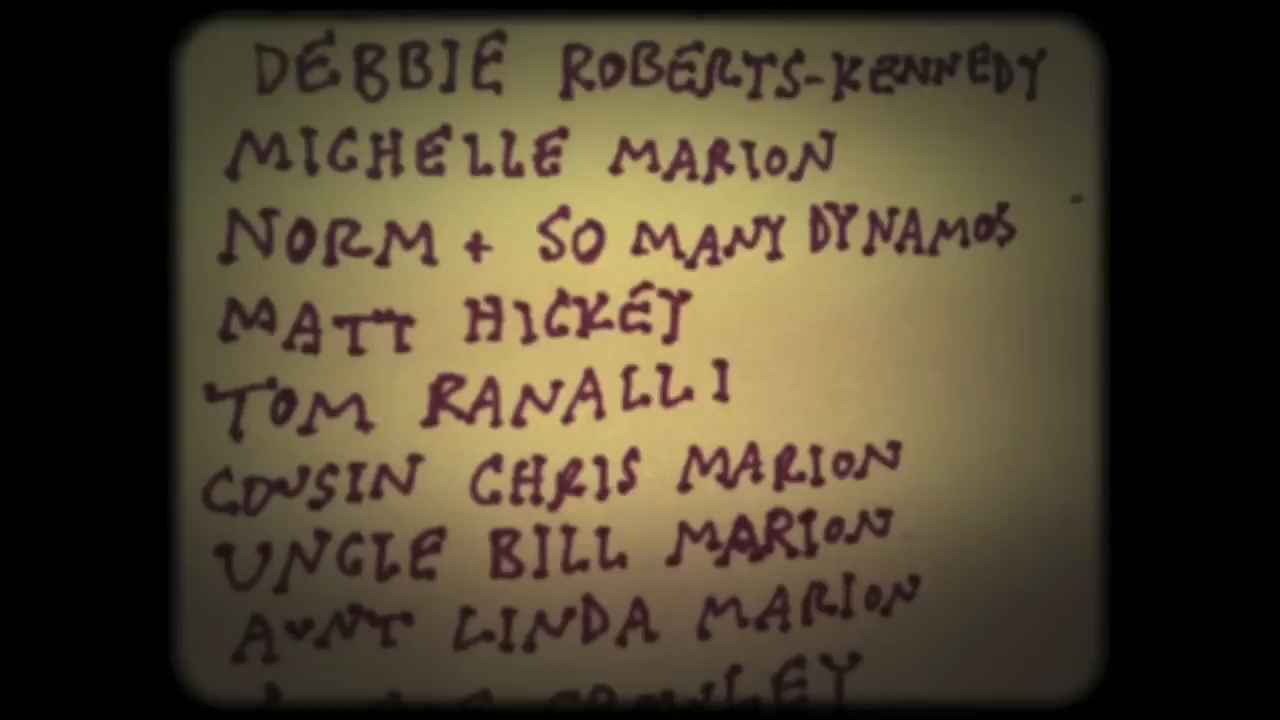 DEBBIE ROBERTS-KENNEDY
MICHELLE MARION
NORM + SO MANY DYNAMOS
MATT HICKEY
TOM RANALLI
COUSIN CHRIS MARION
UNCLE BILL MARION
AUNT LINDA MARION
CROWLEY